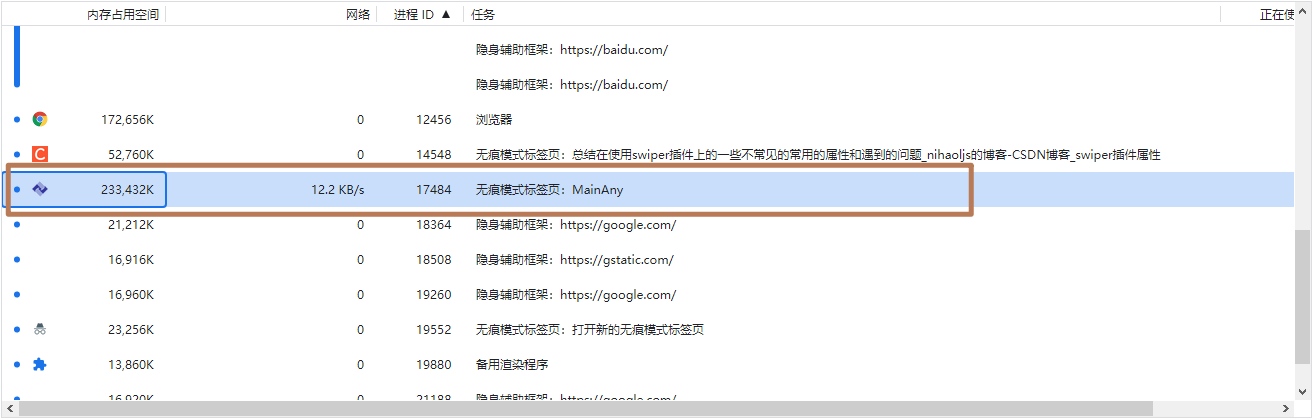 内存占用空间 网络 进程 ID ▲ 任务 正在使
隐身辅助框架：https://baidu.com/
隐身辅助框架：https://baidu.com/
172,656K 0 12456 浏览器
52,760K 0 14548 无痕模式标签页：总结在使用swiper插件上的一些不常见的常用的属性和遇到的问题_nihaoljs的博客-CSDN博客_swiper插件属性
233,432K 12.2 KB/s 17484 无痕模式标签页：MainAny
21,212K 0 18364 隐身辅助框架：https://google.com/
16,916K 0 18508 隐身辅助框架：https://gstatic.com/
16,960K 0 19260 隐身辅助框架：https://google.com/
23,256K 0 19552 无痕模式标签页：打开新的无痕模式标签页
13,860K 0 19880 备用渲染程序
16,920K 0 21188 隐身辅助框架：https://google.com/